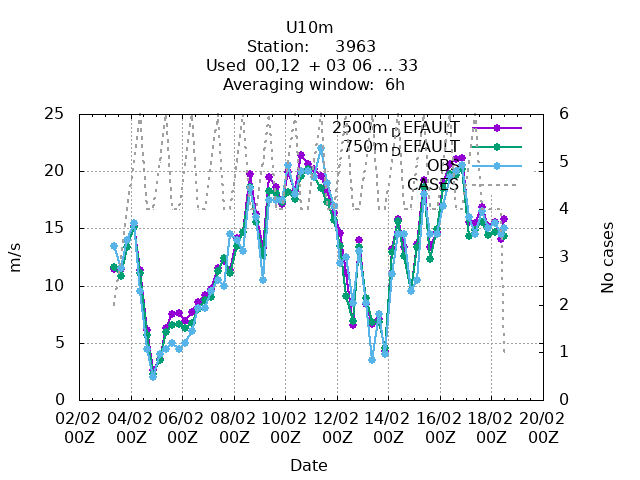 U10m
Station: 3963
Used 00,12 + 03 06 ... 33
Averaging window: 6h
2500m_DEFAULT
750m_DEFAULT
OBS
CASES
25
20
15
10
5
0
m/s
6
5
4
3
2
1
0
No cases
02/02 04/02 06/02 08/02 10/02 12/02 14/02 16/02 18/02 20/02
00Z 00Z 00Z 00Z 00Z 00Z 00Z 00Z 00Z 00Z
Date